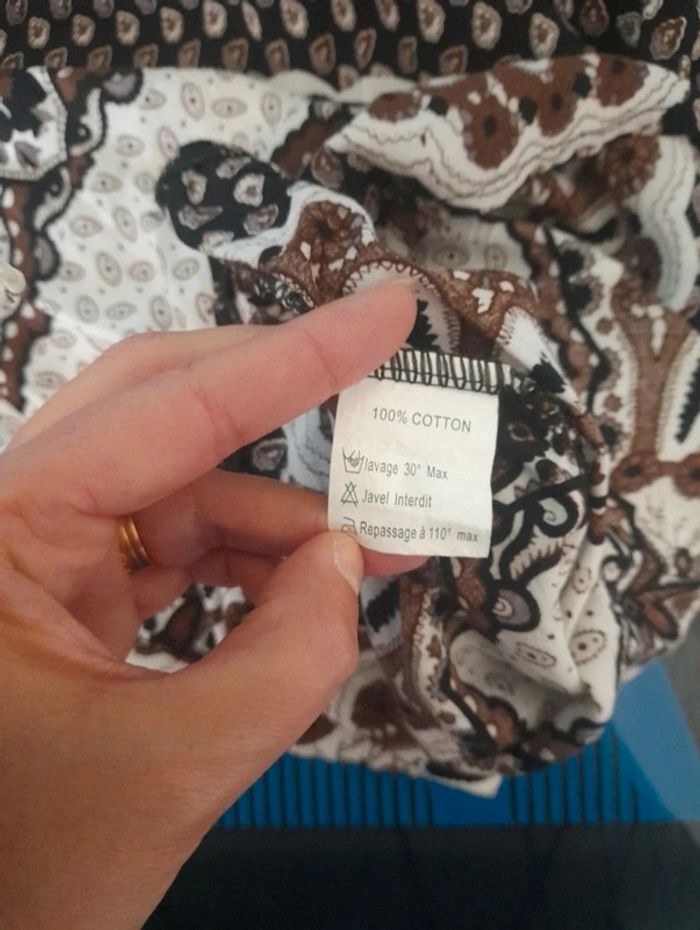 100% COTTON
lavage 30° Max
Javel Interdit
Repassage à 110° max